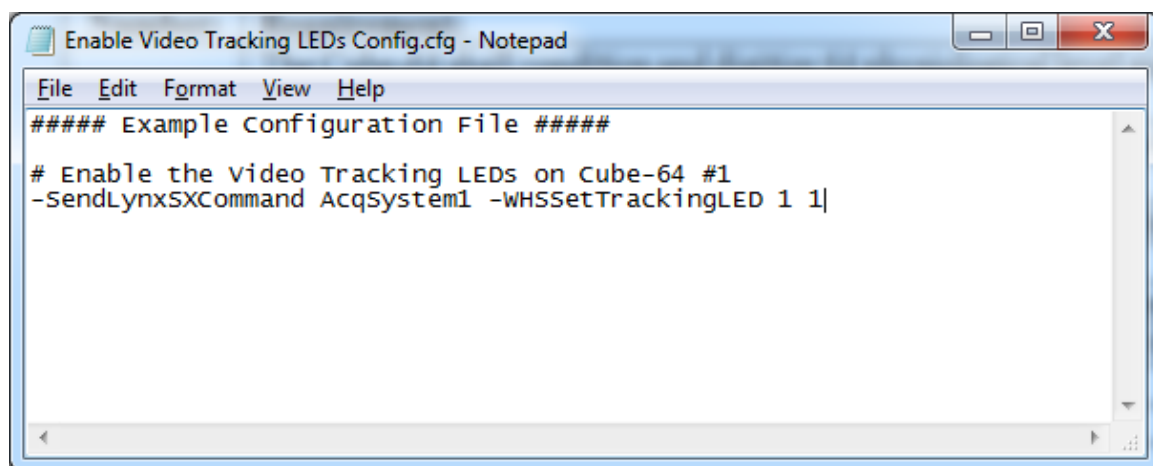 Enable Video Tracking LEDs Config.cfg - Notepad
File Edit Format View Help
##### Example Configuration File #####
# Enable the Video Tracking LEDs on Cube-64 #1
-SendLynxSXCommand AcqSystem1 -WHSSetTrackingLED 1 1